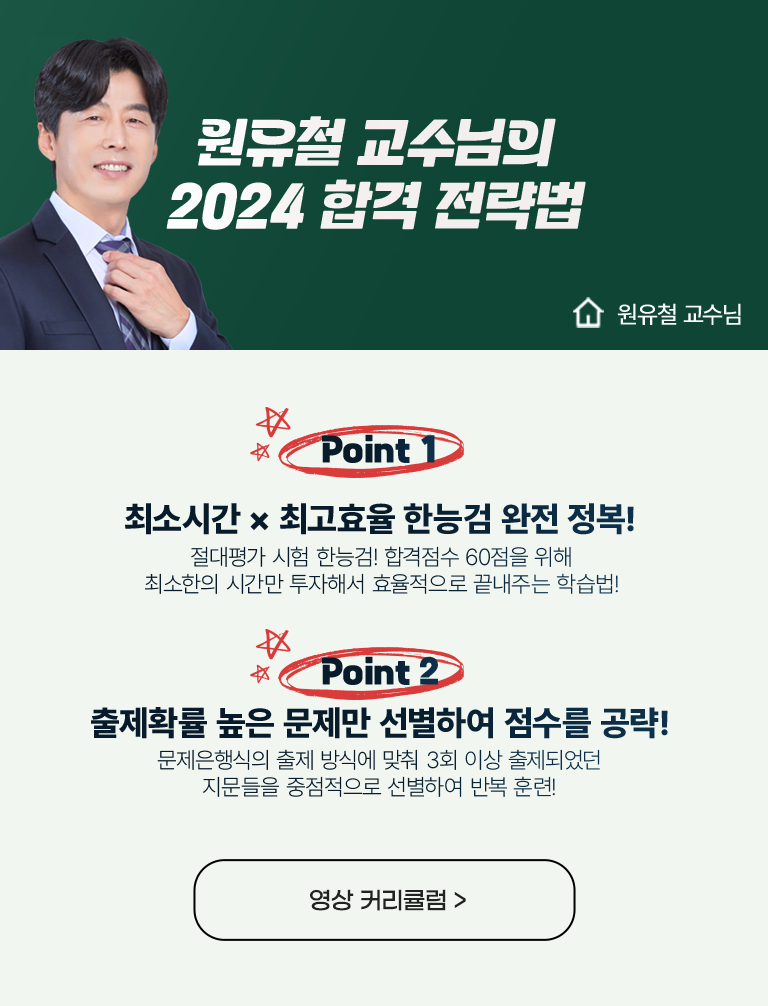 원유철 교수님의
2024 합격 전략법
원유철 교수님
Point 1
최소시간 × 최고효율 한능검 완전 정복!
절대평가 시험 한능검! 합격점수 60점을 위해
최소한의 시간만 투자해서 효율적으로 끝내주는 학습법!
Point 2
출제확률 높은 문제만 선별하여 점수를 공략!
문제은행식의 출제 방식에 맞춰 3회 이상 출제되었던
지문들을 중점적으로 선별하여 반복 훈련!
영상 커리큘럼 >